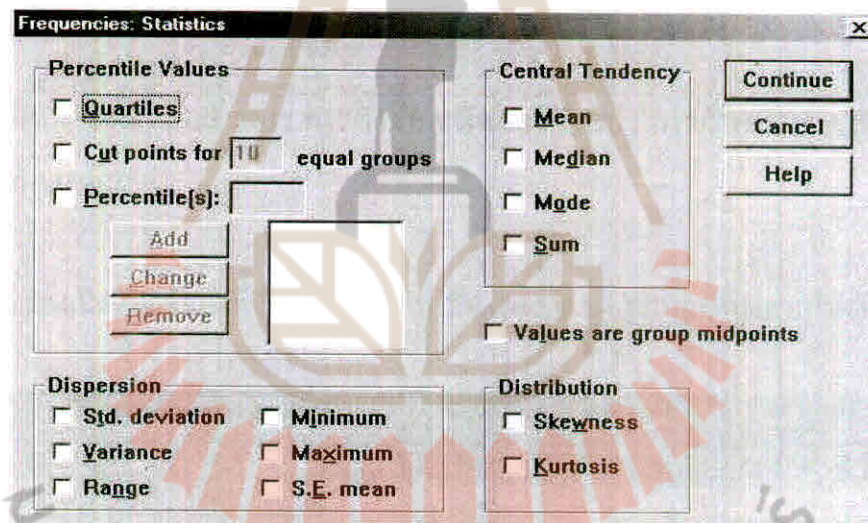 Frequencies: Statistics
Percentile Values
Quartiles
Cut points for 10 equal groups
Percentile(s):
Add
Change
Remove
Central Tendency
Mean
Median
Mode
Sum
Continue
Cancel
Help
Values are group midpoints
Dispersion
Std. deviation
Minimum
Variance
Maximum
Range
S.E. mean
Distribution
Skewness
Kurtosis